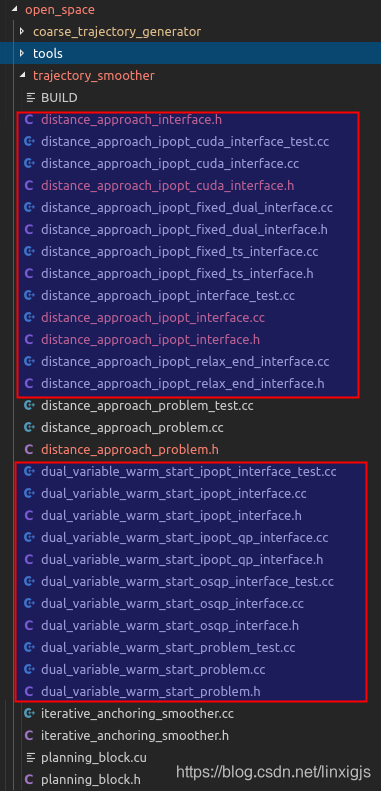 open_space
coarse_trajectory_generator
tools
trajectory_smoother
BUILD
C distance_approach_interface.h
C+ distance_approach_ipopt_cuda_interface_test.cc
C+ distance_approach_ipopt_cuda_interface.cc
C distance_approach_ipopt_cuda_interface.h
C+ distance_approach_ipopt_fixed_dual_interface.cc
C distance_approach_ipopt_fixed_dual_interface.h
C+ distance_approach_ipopt_fixed_ts_interface.cc
C distance_approach_ipopt_fixed_ts_interface.h
C+ distance_approach_ipopt_interface_test.cc
C+ distance_approach_ipopt_interface.cc
C distance_approach_ipopt_interface.h
C+ distance_approach_ipopt_relax_end_interface.cc
C distance_approach_ipopt_relax_end_interface.h
C+ distance_approach_problem_test.cc
C+ distance_approach_problem.cc
C distance_approach_problem.h
C+ dual_variable_warm_start_ipopt_interface_test.cc
C+ dual_variable_warm_start_ipopt_interface.cc
C dual_variable_warm_start_ipopt_interface.h
C+ dual_variable_warm_start_ipopt_qp_interface.cc
C dual_variable_warm_start_ipopt_qp_interface.h
C+ dual_variable_warm_start_osqp_interface_test.cc
C+ dual_variable_warm_start_osqp_interface.cc
C dual_variable_warm_start_osqp_interface.h
C+ dual_variable_warm_start_problem_test.cc
C+ dual_variable_warm_start_problem.cc
C dual_variable_warm_start_problem.h
C+ iterative_anchoring_smoother.cc
C iterative_anchoring_smoother.h
planning_block.cu
C planning_block.h
https://blog.csdn.net/linxigjs